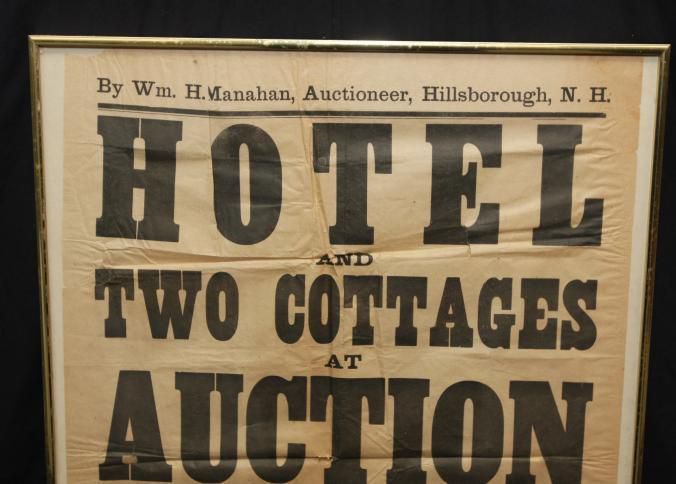 By Wm. H. Manahan, Auctioneer, Hillsborough, N. H.
HOTEL
AND
TWO COTTAGES
AT
AUCTION